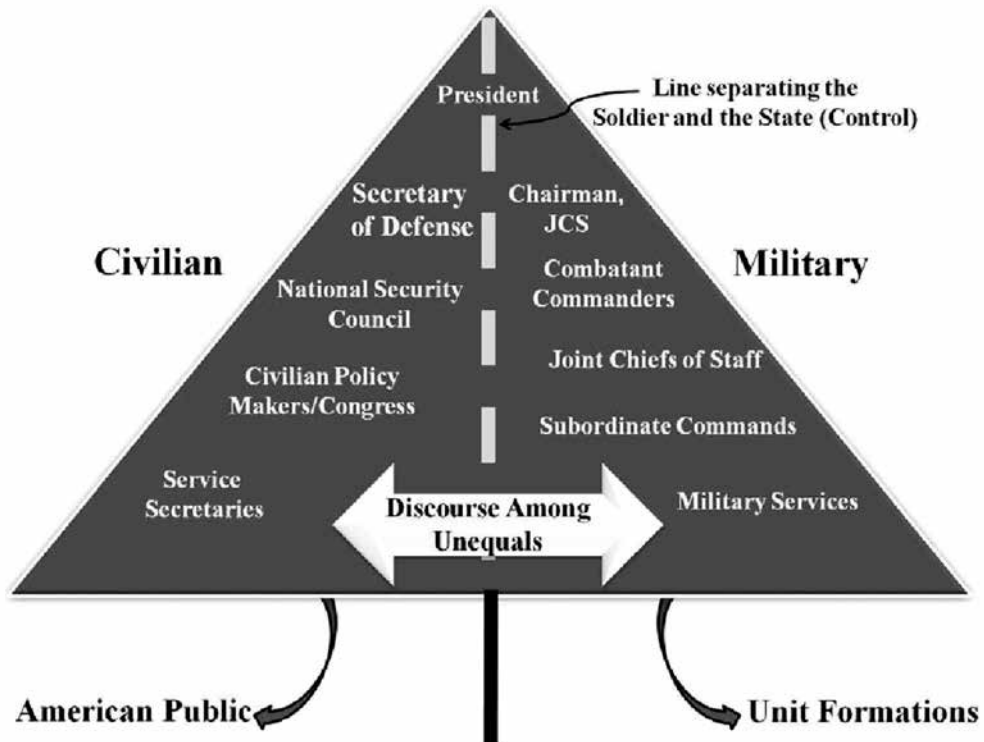 President
Line separating the
Soldier and the State (Control)
Secretary
of Defense
Chairman,
JCS
Civilian
Military
National Security
Council
Combatant
Commanders
Civilian Policy
Makers/Congress
Joint Chiefs of Staff
Subordinate Commands
Service
Secretaries
Discourse Among
Unequals
Military Services
American Public
Unit Formations